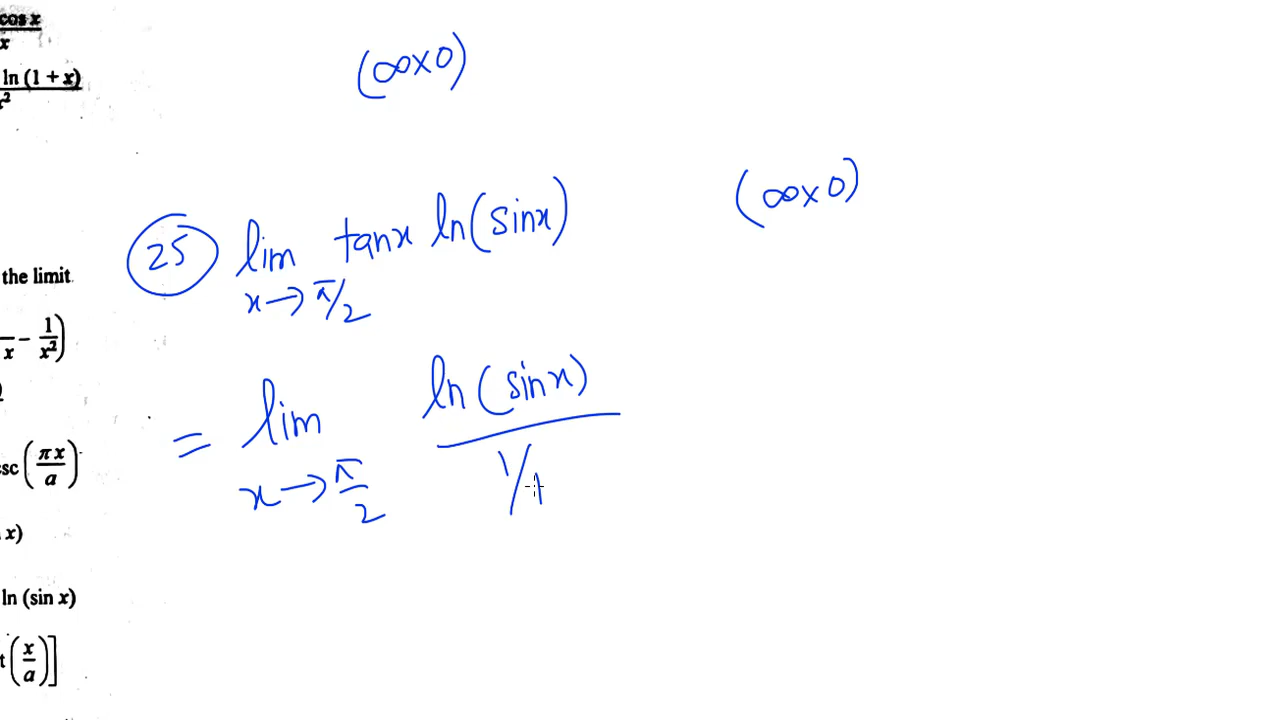 cos x
x
ln (1 + x)
x²
(∞×0)
(∞×0)
25 lim tanx ln(sinx)
x→π/2
the limit.
x − 1/x²)
= lim ln(sinx)
x→π/2 1/
sc (πx/a)
x)
ln (sin x)
t(x/a)]